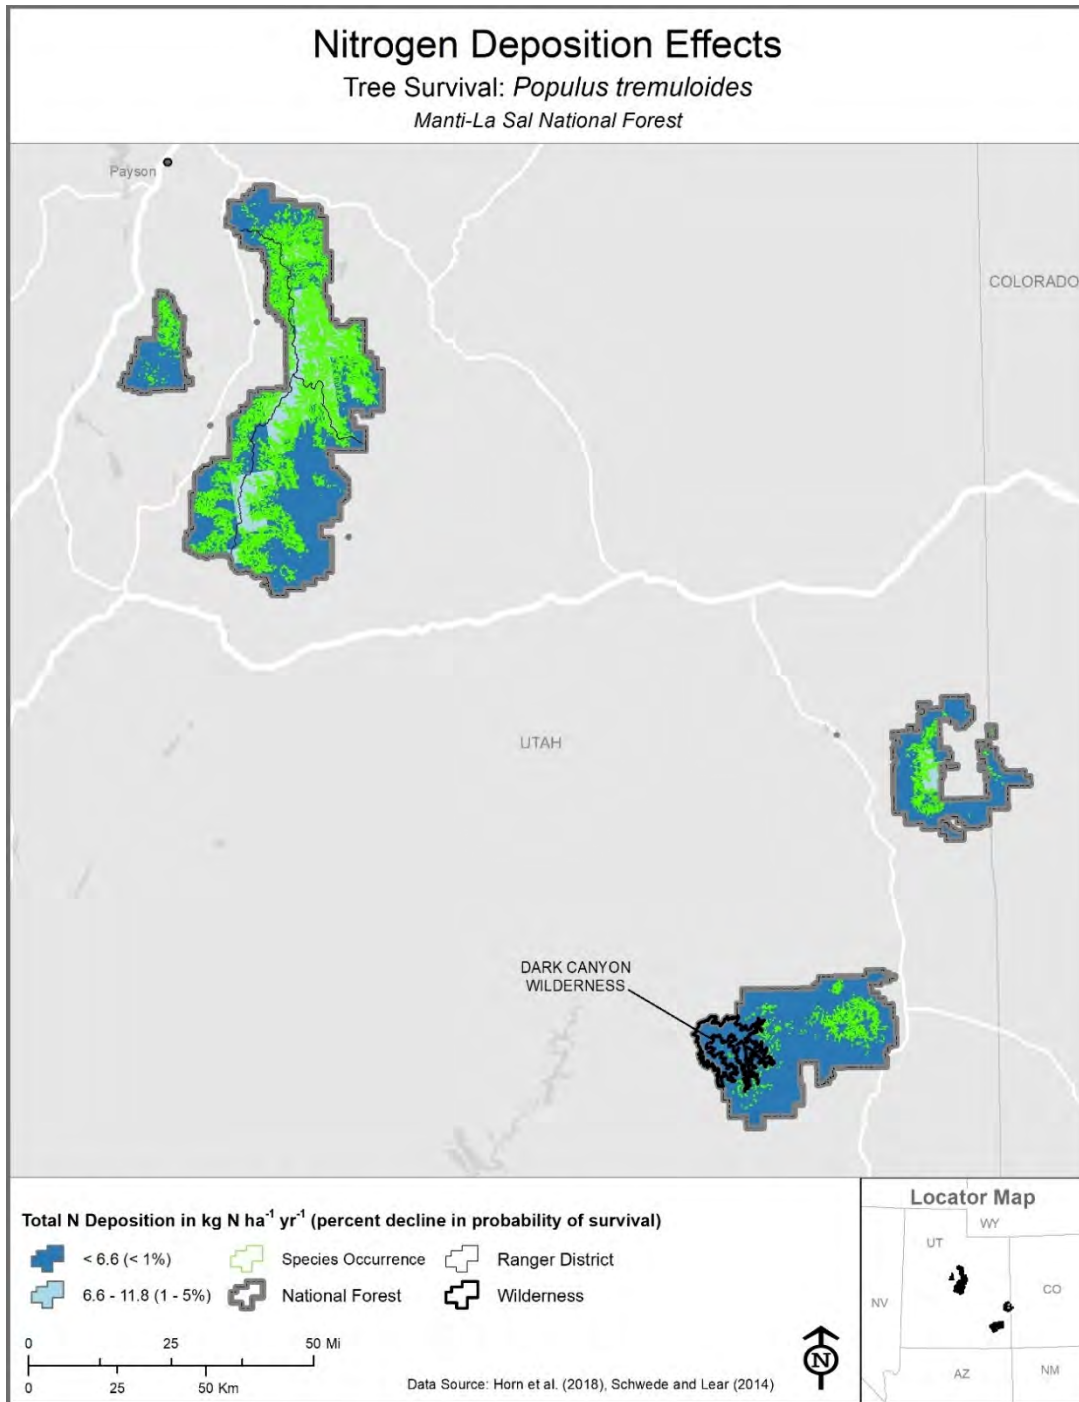 Nitrogen Deposition Effects
Tree Survival: Populus tremuloides
Manti-La Sal National Forest
Payson
COLORADO
UTAH
DARK CANYON
WILDERNESS
Total N Deposition in kg N ha⁻¹ yr⁻¹ (percent decline in probability of survival)
< 6.6 (< 1%)
Species Occurrence
Ranger District
6.6 - 11.8 (1 - 5%)
National Forest
Wilderness
0 25 50 Mi
0 25 50 Km
N
Data Source: Horn et al. (2018), Schwede and Lear (2014)
Locator Map
WY
UT
NV
CO
AZ
NM